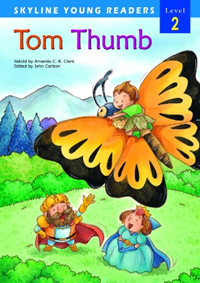 SKYLINE YOUNG READERS
Level
2
Tom Thumb
Retold by Amanda C. R. Clark
Edited by John Carlson